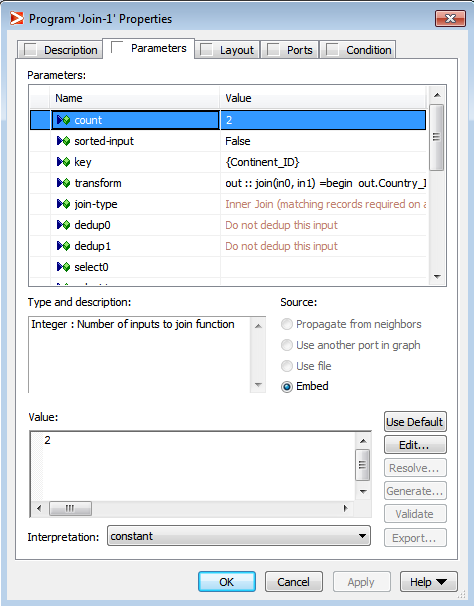 Program 'Join-1' Properties
Description Parameters Layout Ports Condition
Parameters:
Name Value
count 2
sorted-input False
key {Continent_ID}
transform out :: join(in0, in1) =begin out.Country_I
join-type Inner Join (matching records required on a
dedup0 Do not dedup this input
dedup1 Do not dedup this input
select0
Type and description:
Integer : Number of inputs to join function
Source:
Propagate from neighbors
Use another port in graph
Use file
Embed
Value:
2
Use Default
Edit...
Resolve...
Generate...
Validate
Export...
Interpretation: constant
OK Cancel Apply Help